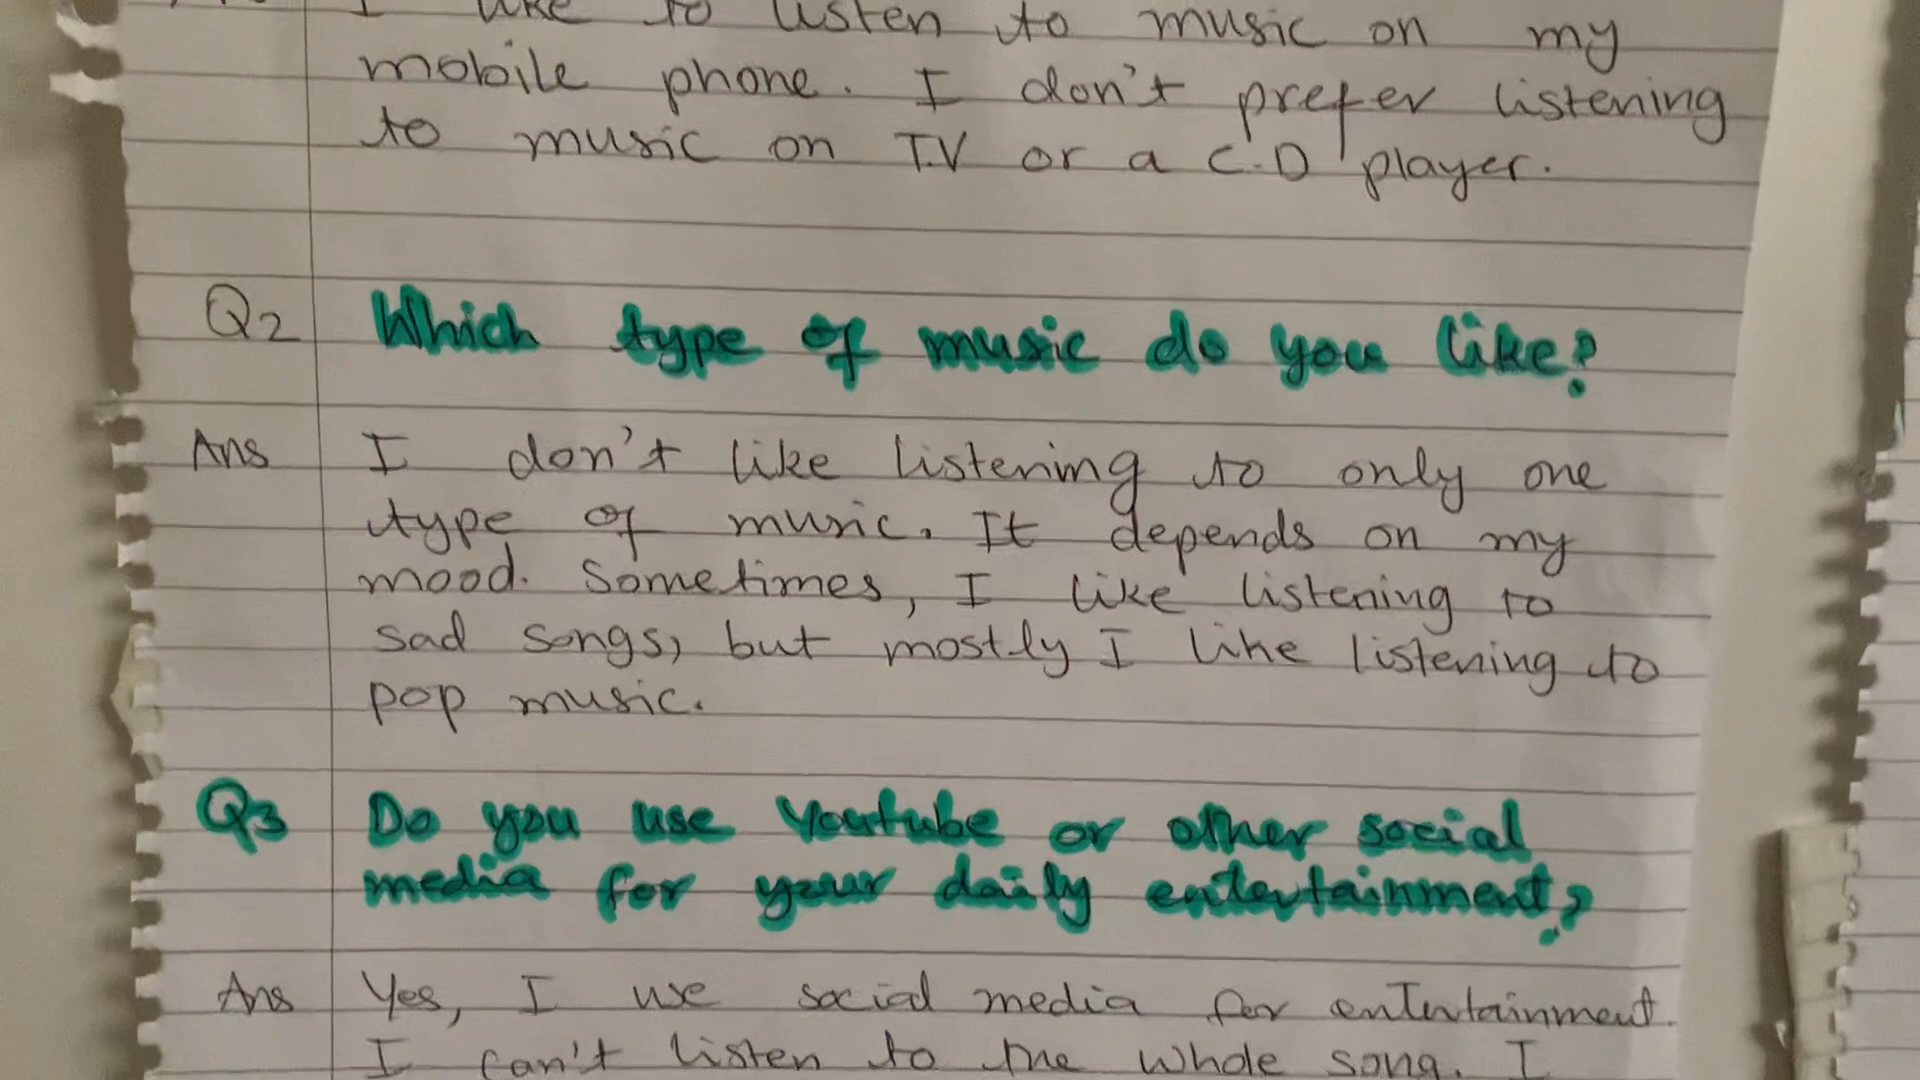 I like to listen to music on my
mobile phone. I don't prefer listening
to music on T.V or a C.D player.
Q2 Which type of music do you like?
Ans I don't like listening to only one
type of music. It depends on my
mood. Sometimes, I like listening to
sad songs, but mostly I like listening to
pop music.
Q3 Do you use Youtube or other social
media for your daily entertainment?
Ans Yes, I use social media for entertainment.
I can't listen to the whole song. I